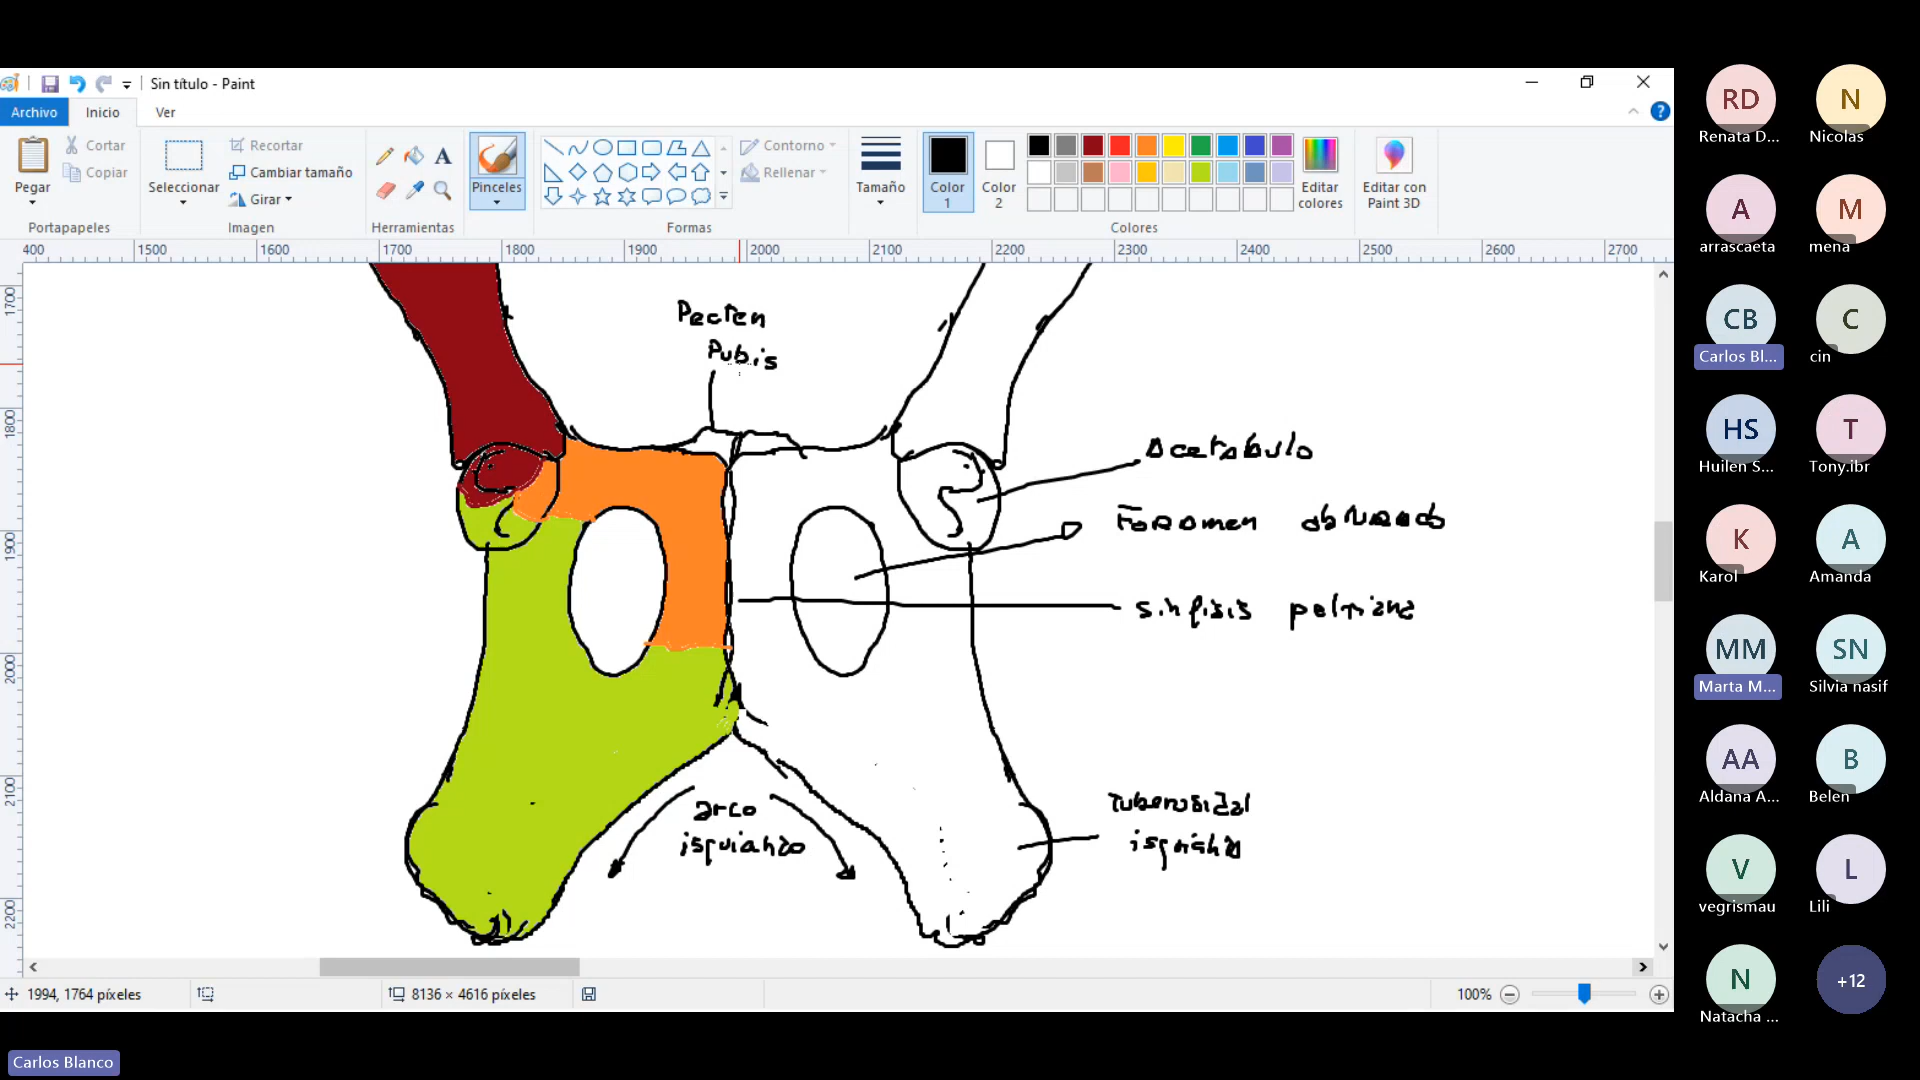 Sin título - Paint
Archivo Inicio Ver
Pegar
Cortar
Copiar
Portapapeles
Seleccionar
Recortar
Cambiar tamaño
Girar
Imagen
A
Herramientas
Pinceles
Contorno
Rellenar
Formas
Tamaño
Color 1
Color 2
Editar colores
Editar con Paint 3D
Colores
400 1500 1600 1700 1800 1900 2000 2100 2200 2300 2400 2500 2600 2700
1700
1800
1900
2000
2100
2200
Pecten
Pubis
Acetabulo
Foramen obturado
sinfisis pelviana
arco
isquiatico
tuberosidad
isquiatica
1994, 1764 píxeles
8136 × 4616 píxeles
100%
Carlos Blanco
RD N
Renata D... Nicolas
A M
arrascaeta mena
CB C
Carlos Bl... cin
HS T
Huilen S... Tony.ibr
K A
Karol Amanda
MM SN
Marta M... Silvia nasif
AA B
Aldana A... Belen
V L
vegrismau Lili
N +12
Natacha ...